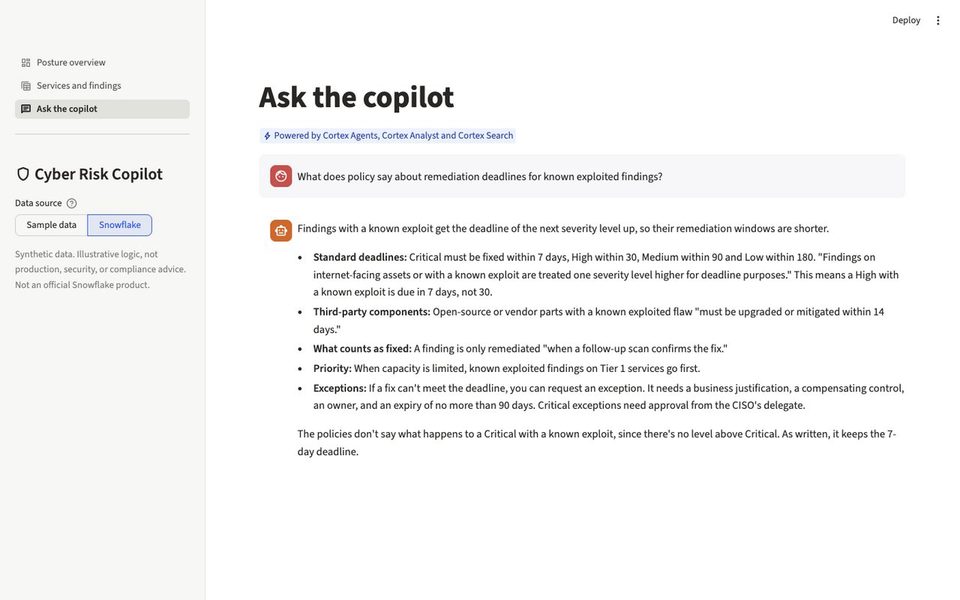 Deploy
Posture overview
Services and findings
Ask the copilot
Cyber Risk Copilot
Data source
Sample data
Snowflake
Synthetic data. Illustrative logic, not
production, security, or compliance advice.
Not an official Snowflake product.
Ask the copilot
Powered by Cortex Agents, Cortex Analyst and Cortex Search
What does policy say about remediation deadlines for known exploited findings?
Findings with a known exploit get the deadline of the next severity level up, so their remediation windows are shorter.
• Standard deadlines: Critical must be fixed within 7 days, High within 30, Medium within 90 and Low within 180. "Findings on
internet-facing assets or with a known exploit are treated one severity level higher for deadline purposes." This means a High with
a known exploit is due in 7 days, not 30.
• Third-party components: Open-source or vendor parts with a known exploited flaw "must be upgraded or mitigated within 14
days."
• What counts as fixed: A finding is only remediated "when a follow-up scan confirms the fix."
• Priority: When capacity is limited, known exploited findings on Tier 1 services go first.
• Exceptions: If a fix can't meet the deadline, you can request an exception. It needs a business justification, a compensating control,
an owner, and an expiry of no more than 90 days. Critical exceptions need approval from the CISO's delegate.
The policies don't say what happens to a Critical with a known exploit, since there's no level above Critical. As written, it keeps the 7-
day deadline.